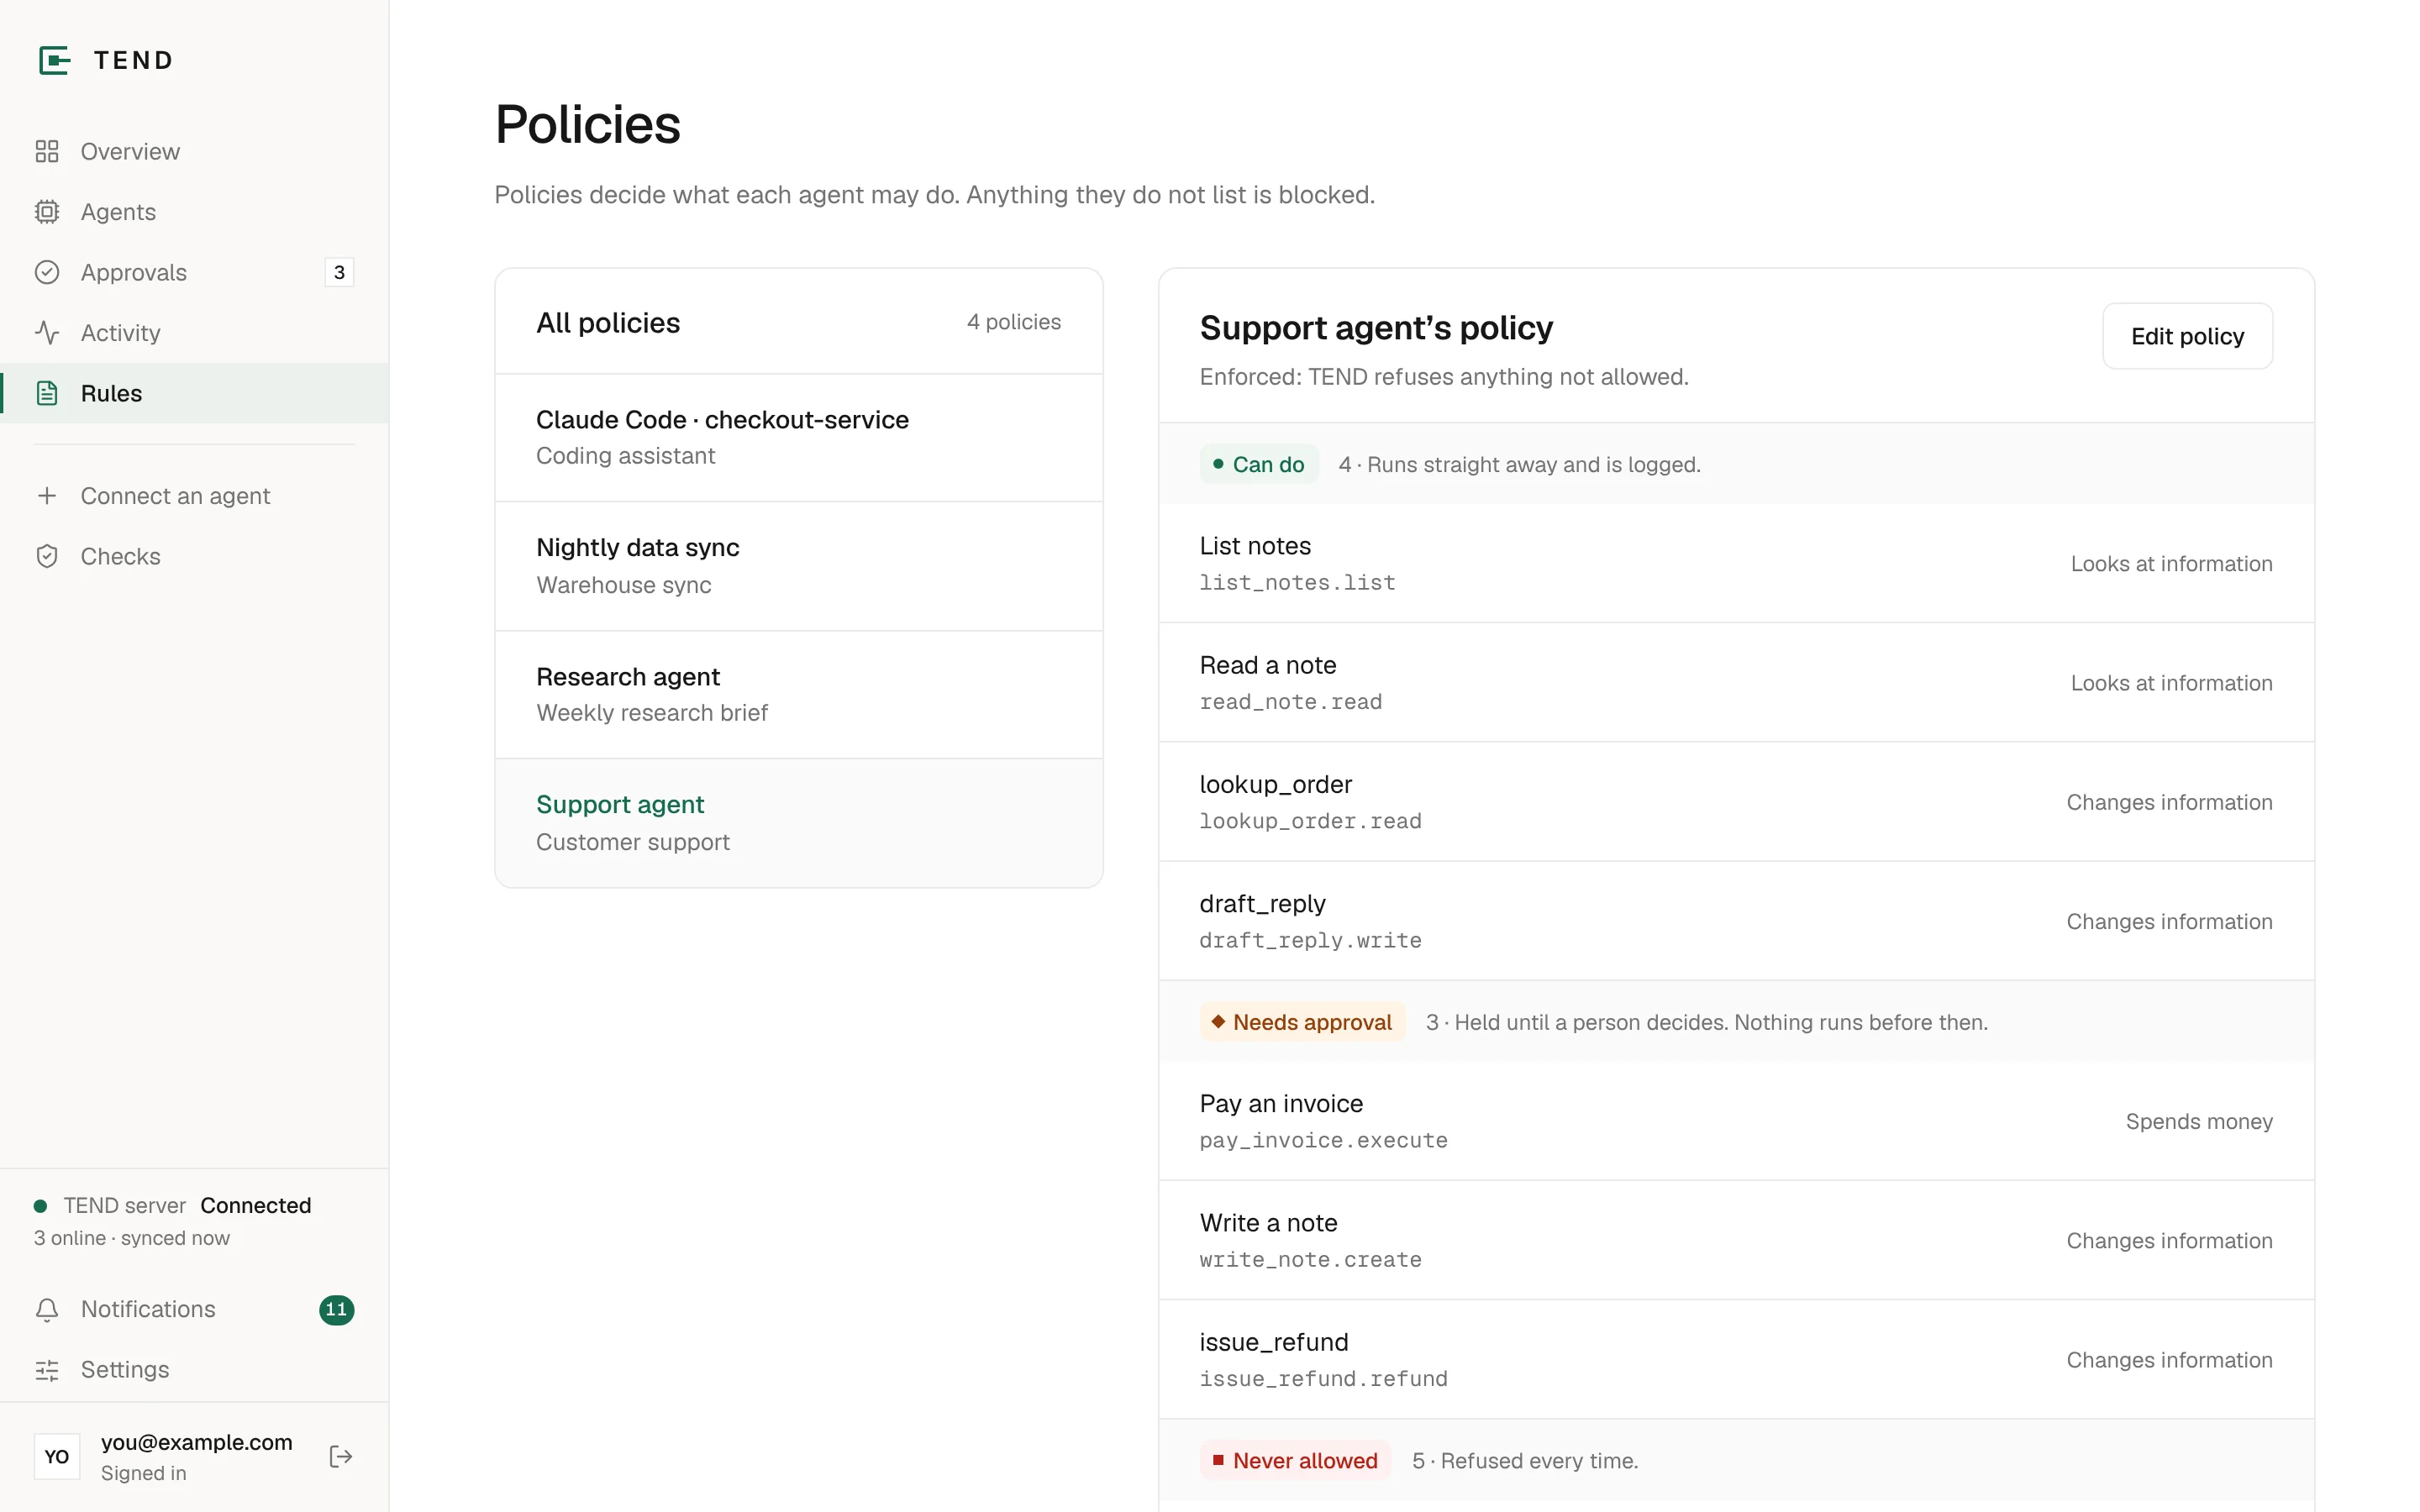 TEND
Overview
Agents
Approvals 3
Activity
Rules
Connect an agent
Checks
TEND server Connected
3 online · synced now
Notifications 11
Settings
YO
you@example.com
Signed in
Policies
Policies decide what each agent may do. Anything they do not list is blocked.
All policies 4 policies
Claude Code · checkout-service
Coding assistant
Nightly data sync
Warehouse sync
Research agent
Weekly research brief
Support agent
Customer support
Support agent’s policy
Edit policy
Enforced: TEND refuses anything not allowed.
Can do 4 · Runs straight away and is logged.
List notes
list_notes.list
Looks at information
Read a note
read_note.read
Looks at information
lookup_order
lookup_order.read
Changes information
draft_reply
draft_reply.write
Changes information
Needs approval 3 · Held until a person decides. Nothing runs before then.
Pay an invoice
pay_invoice.execute
Spends money
Write a note
write_note.create
Changes information
issue_refund
issue_refund.refund
Changes information
Never allowed 5 · Refused every time.